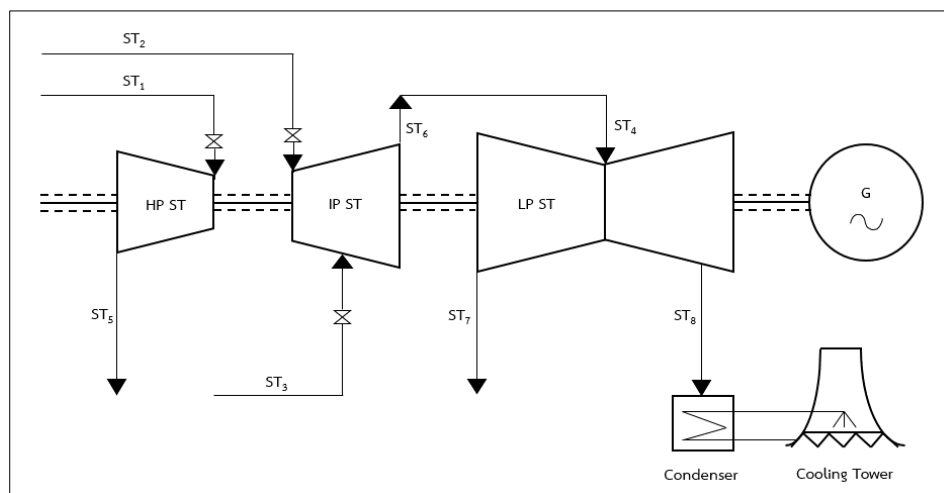 ST₂
ST₁
ST₆
ST₄
HP ST
IP ST
LP ST
G
ST₅
ST₇
ST₈
ST₃
Condenser
Cooling Tower